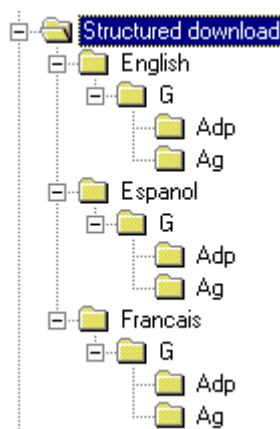 Structured download
English
G
Adp
Ag
Espanol
G
Adp
Ag
Francais
G
Adp
Ag